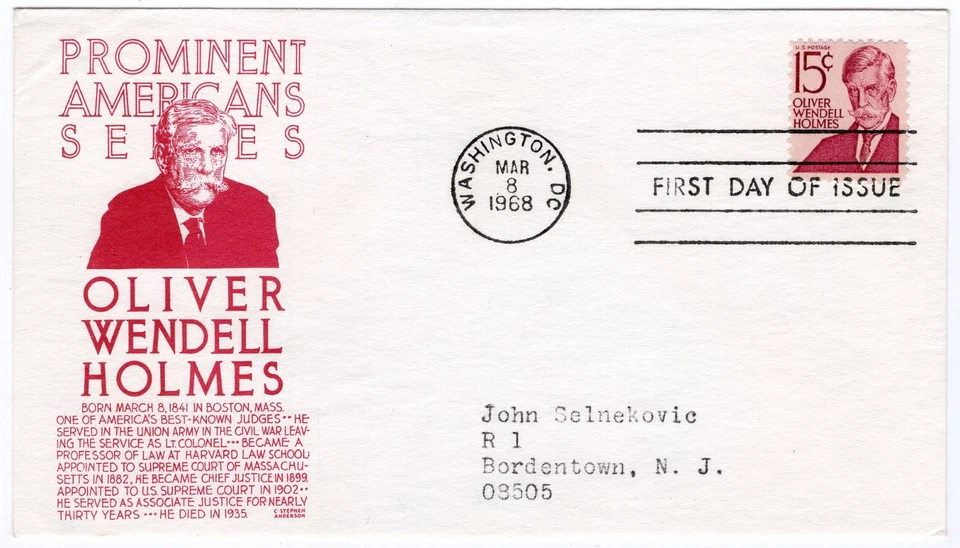 PROMINENT
AMERICANS
SERIES
OLIVER
WENDELL
HOLMES
BORN MARCH 8, 1841 IN BOSTON, MASS.
ONE OF AMERICA'S BEST-KNOWN JUDGES •• HE
SERVED IN THE UNION ARMY IN THE CIVIL WAR LEAV-
ING THE SERVICE AS LT. COLONEL ••• BECAME A
PROFESSOR OF LAW AT HARVARD LAW SCHOOL;
APPOINTED TO SUPREME COURT OF MASSACHU-
SETTS IN 1882, HE BECAME CHIEF JUSTICE IN 1899.
APPOINTED TO U.S. SUPREME COURT IN 1902 ••
HE SERVED AS ASSOCIATE JUSTICE FOR NEARLY
THIRTY YEARS ••• HE DIED IN 1935.
C. STEPHEN
ANDERSON
WASHINGTON, DC
MAR
8
1968
U.S. POSTAGE
15¢
OLIVER
WENDELL
HOLMES
FIRST DAY OF ISSUE
John Selnekovic
R 1
Bordentown, N. J.
08505